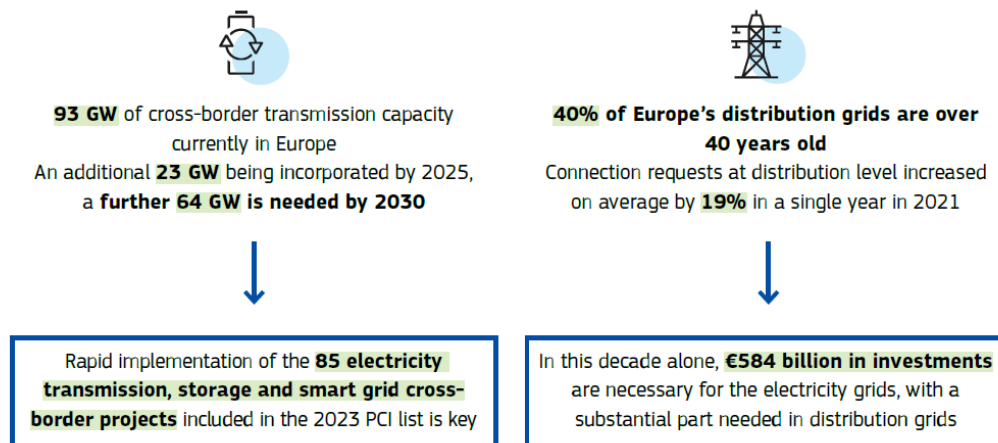 93 GW of cross-border transmission capacity
currently in Europe
An additional 23 GW being incorporated by 2025,
a further 64 GW is needed by 2030
Rapid implementation of the 85 electricity
transmission, storage and smart grid cross-
border projects included in the 2023 PCI list is key
40% of Europe's distribution grids are over
40 years old
Connection requests at distribution level increased
on average by 19% in a single year in 2021
In this decade alone, €584 billion in investments
are necessary for the electricity grids, with a
substantial part needed in distribution grids